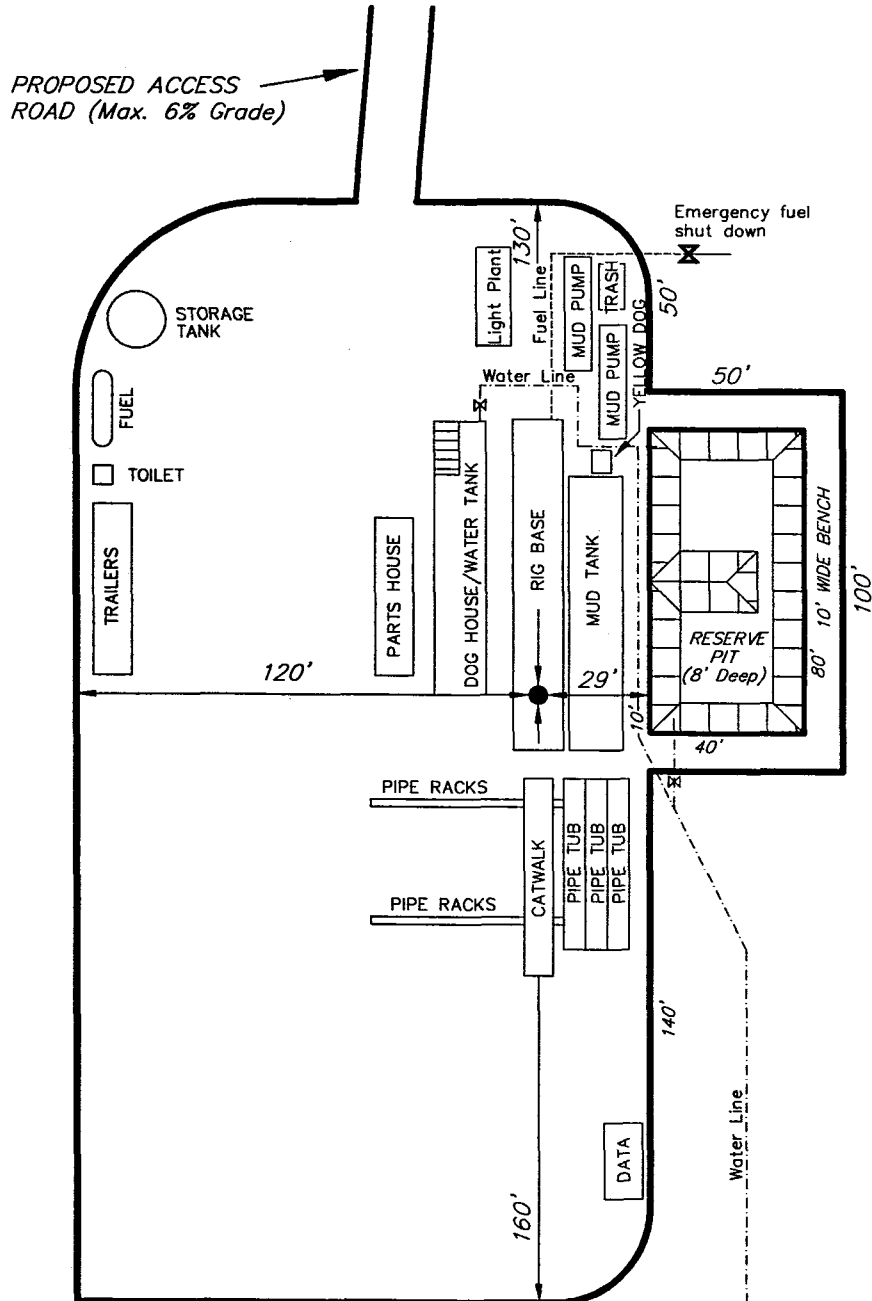 PROPOSED ACCESS
ROAD (Max. 6% Grade)
Emergency fuel
shut down
130'
Fuel Line
Light Plant
MUD PUMP
TRASH
50'
STORAGE
TANK
MUD PUMP
YELLOW DOG
Water Line
50'
FUEL
TOILET
TRAILERS
PARTS HOUSE
DOG HOUSE/WATER TANK
RIG BASE
MUD TANK
RESERVE
PIT
(8' Deep)
10' WIDE BENCH
80'
100'
120'
29'
10'
40'
PIPE RACKS
PIPE RACKS
CATWALK
PIPE TUB
PIPE TUB
PIPE TUB
140'
DATA
Water Line
160'